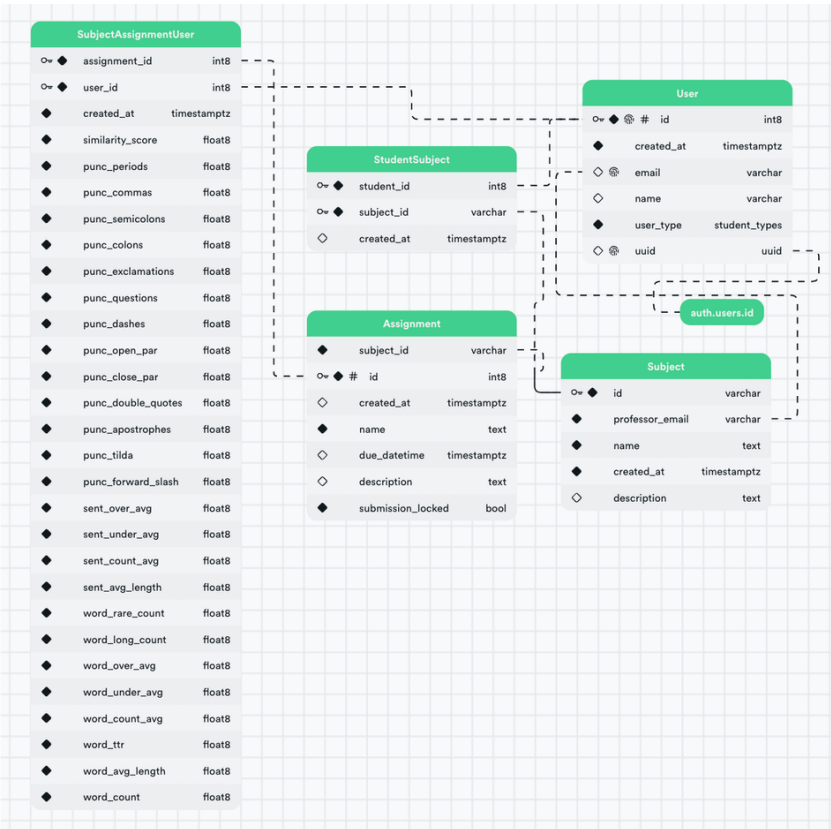 SubjectAssignmentUser
assignment_id int8
user_id int8
created_at timestamptz
similarity_score float8
punc_periods float8
punc_commas float8
punc_semicolons float8
punc_colons float8
punc_exclamations float8
punc_questions float8
punc_dashes float8
punc_open_par float8
punc_close_par float8
punc_double_quotes float8
punc_apostrophes float8
punc_tilda float8
punc_forward_slash float8
sent_over_avg float8
sent_under_avg float8
sent_count_avg float8
sent_avg_length float8
word_rare_count float8
word_long_count float8
word_over_avg float8
word_under_avg float8
word_count_avg float8
word_ttr float8
word_avg_length float8
word_count float8
StudentSubject
student_id int8
subject_id varchar
created_at timestamptz
Assignment
subject_id varchar
# id int8
created_at timestamptz
name text
due_datetime timestamptz
description text
submission_locked bool
User
# id int8
created_at timestamptz
email varchar
name varchar
user_type student_types
uuid uuid
auth.users.id
Subject
id varchar
professor_email varchar
name text
created_at timestamptz
description text